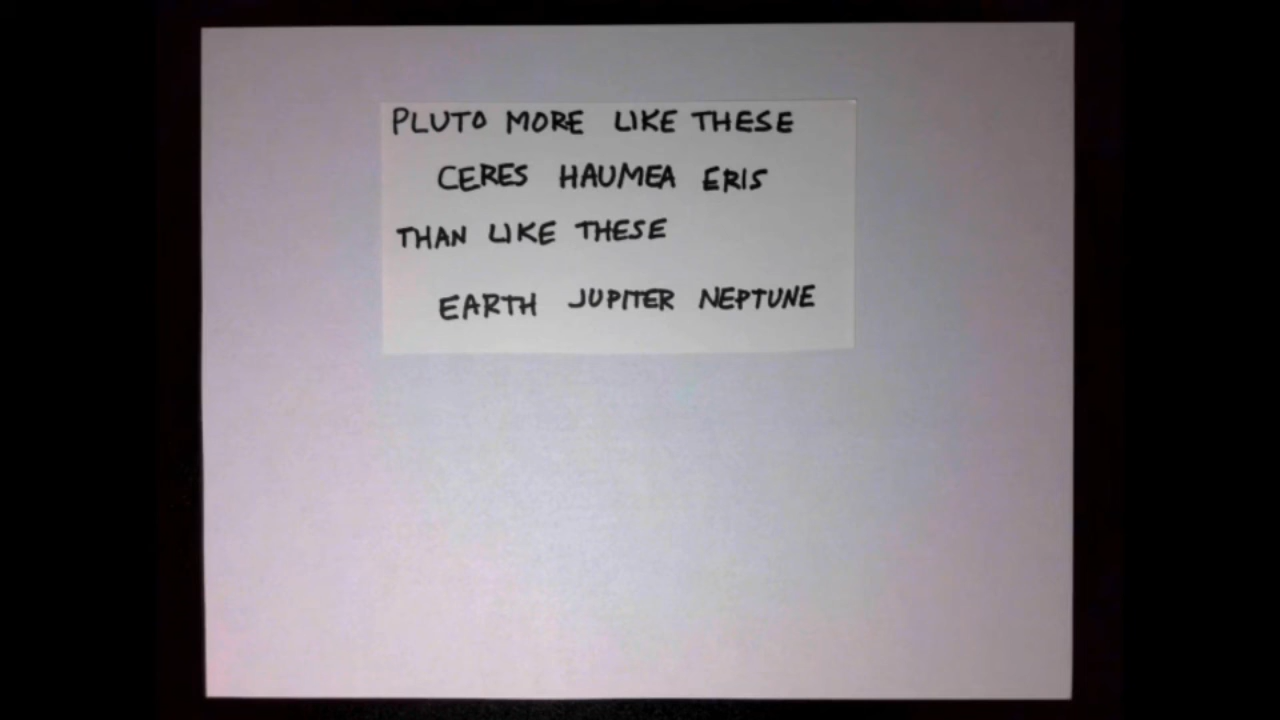 PLUTO MORE LIKE THESE
CERES HAUMEA ERIS
THAN LIKE THESE
EARTH JUPITER NEPTUNE